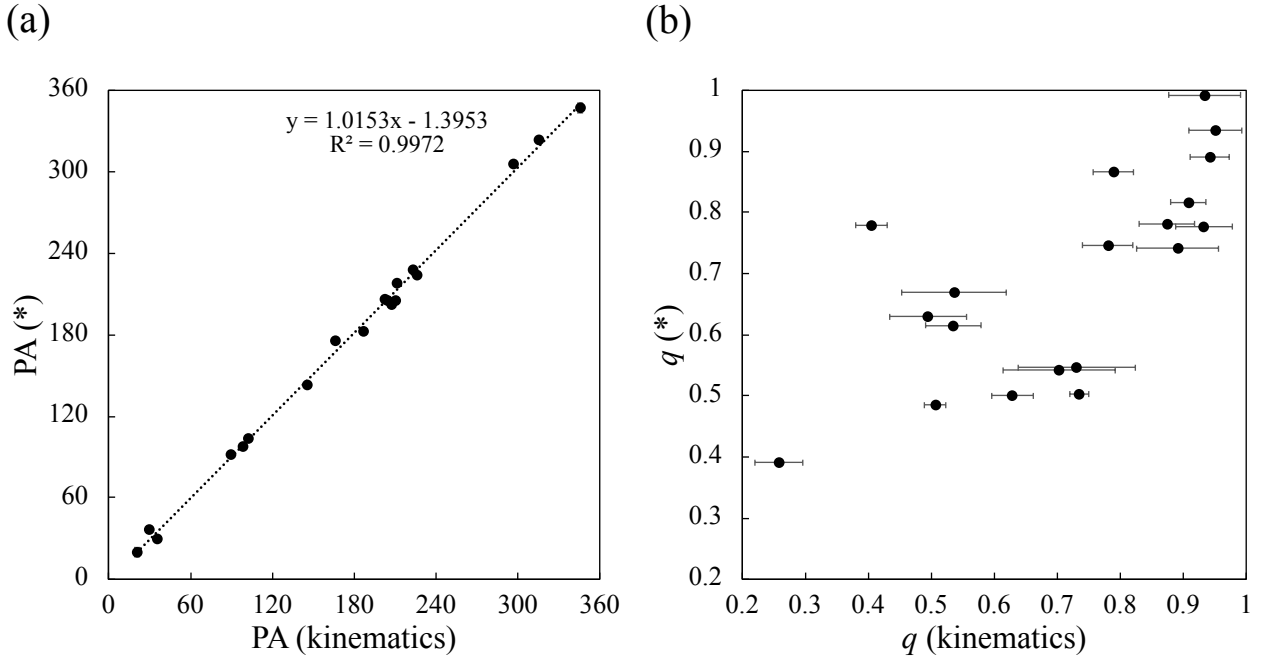 (a)
(b)
360
300
240
180
120
60
0
0 60 120 180 240 300 360
PA (*)
PA (kinematics)
y = 1.0153x - 1.3953
R² = 0.9972
1
0.9
0.8
0.7
0.6
0.5
0.4
0.3
0.2
0.2 0.3 0.4 0.5 0.6 0.7 0.8 0.9 1
q (*)
q (kinematics)